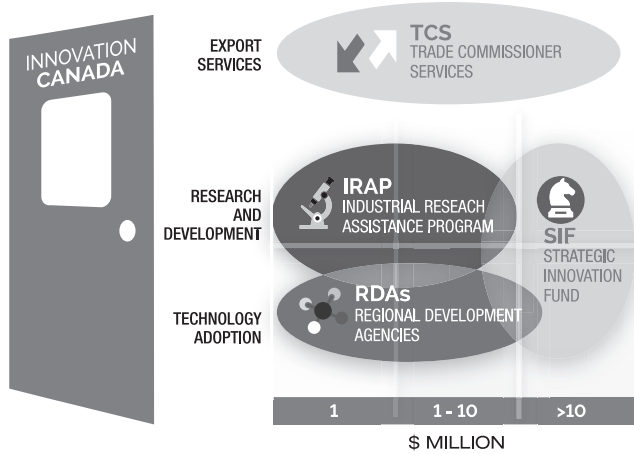 INNOVATION
CANADA
EXPORT
SERVICES
TCS
TRADE COMMISSIONER
SERVICES
RESEARCH
AND
DEVELOPMENT
IRAP
INDUSTRIAL RESEACH
ASSISTANCE PROGRAM
SIF
STRATEGIC
INNOVATION
FUND
TECHNOLOGY
ADOPTION
RDAs
REGIONAL DEVELOPMENT
AGENCIES
1 1 - 10 >10
$ MILLION